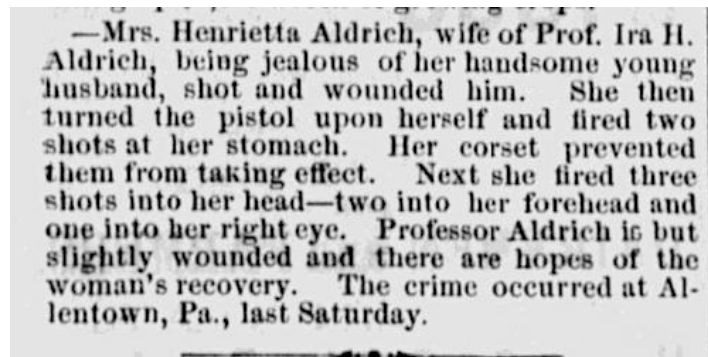 —Mrs. Henrietta Aldrich, wife of Prof. Ira H.
Aldrich, being jealous of her handsome young
husband, shot and wounded him. She then
turned the pistol upon herself and fired two
shots at her stomach. Her corset prevented
them from taking effect. Next she fired three
shots into her head—two into her forehead and
one into her right eye. Professor Aldrich is but
slightly wounded and there are hopes of the
woman's recovery. The crime occurred at Al-
lentown, Pa., last Saturday.